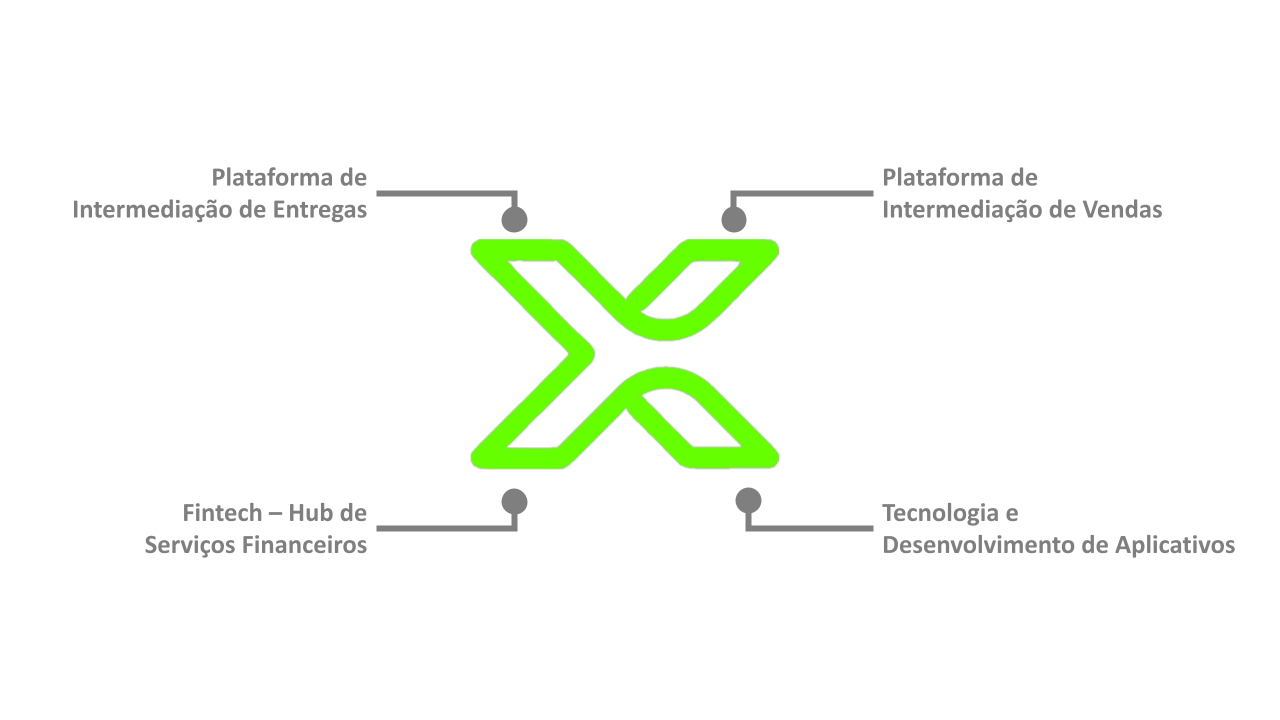 Plataforma de
Intermediação de Entregas
Plataforma de
Intermediação de Vendas
Fintech – Hub de
Serviços Financeiros
Tecnologia e
Desenvolvimento de Aplicativos